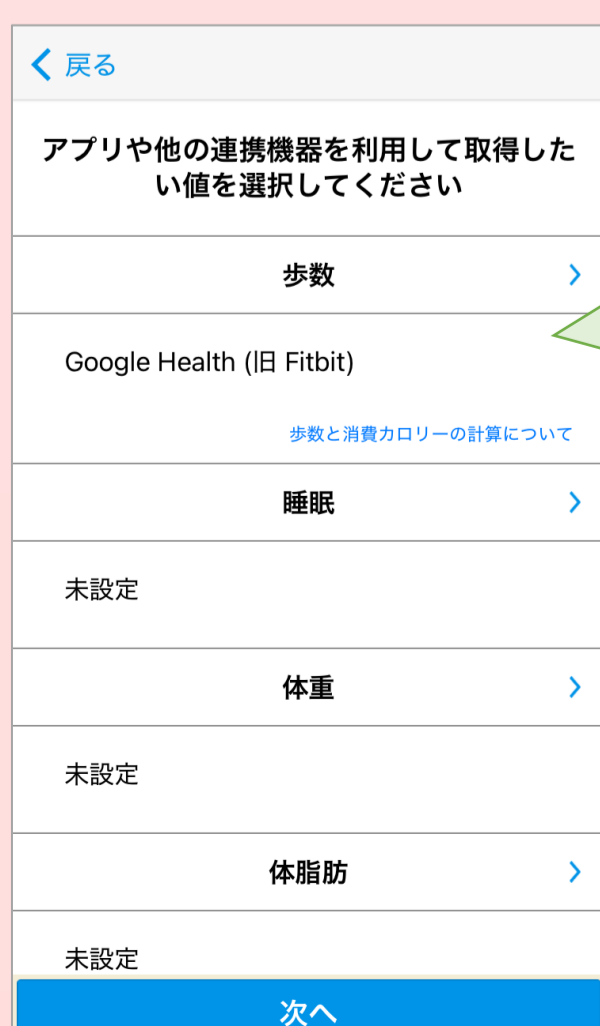 戻る
アプリや他の連携機器を利用して取得した
い値を選択してください
歩数
Google Health (旧 Fitbit)
歩数と消費カロリーの計算について
睡眠
未設定
体重
未設定
体脂肪
未設定
次へ